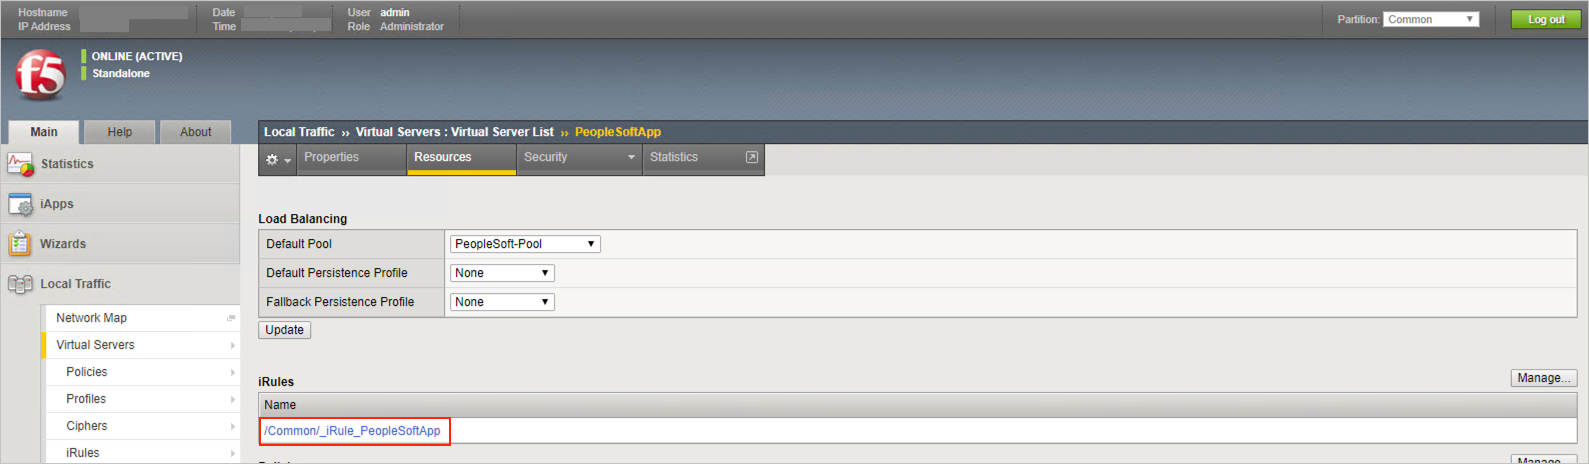 Hostname
IP Address
Date
Time
User admin
Role Administrator
Partition: Common
Log out
f5
ONLINE (ACTIVE)
Standalone
Main Help About
Local Traffic ›› Virtual Servers : Virtual Server List ›› PeopleSoftApp
Properties Resources Security Statistics
Statistics
iApps
Wizards
Local Traffic
Network Map
Virtual Servers
Policies
Profiles
Ciphers
iRules
Load Balancing
Default Pool PeopleSoft-Pool
Default Persistence Profile None
Fallback Persistence Profile None
Update
iRules Manage...
Name
/Common/_iRule_PeopleSoftApp
Manage...